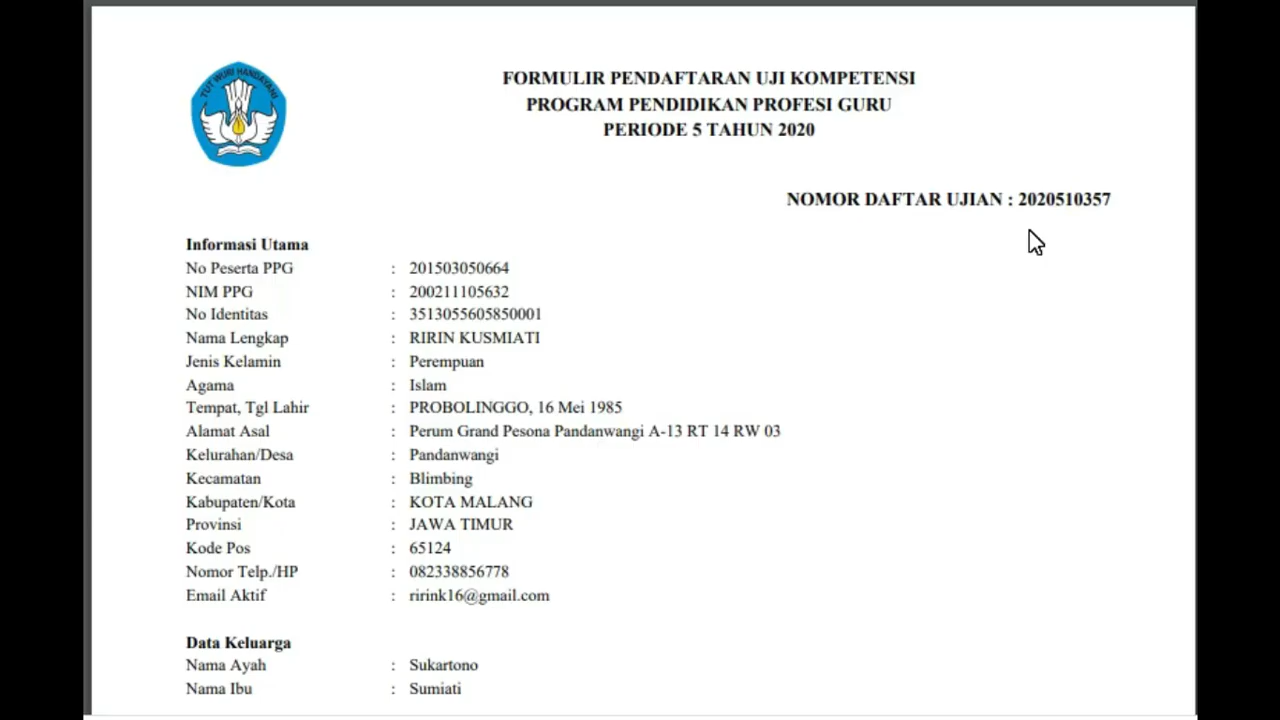 TUT WURI HANDAYANI
FORMULIR PENDAFTARAN UJI KOMPETENSI
PROGRAM PENDIDIKAN PROFESI GURU
PERIODE 5 TAHUN 2020
NOMOR DAFTAR UJIAN : 2020510357
Informasi Utama
No Peserta PPG : 201503050664
NIM PPG : 200211105632
No Identitas : 3513055605850001
Nama Lengkap : RIRIN KUSMIATI
Jenis Kelamin : Perempuan
Agama : Islam
Tempat, Tgl Lahir : PROBOLINGGO, 16 Mei 1985
Alamat Asal : Perum Grand Pesona Pandanwangi A-13 RT 14 RW 03
Kelurahan/Desa : Pandanwangi
Kecamatan : Blimbing
Kabupaten/Kota : KOTA MALANG
Provinsi : JAWA TIMUR
Kode Pos : 65124
Nomor Telp./HP : 082338856778
Email Aktif : rirink16@gmail.com
Data Keluarga
Nama Ayah : Sukartono
Nama Ibu : Sumiati